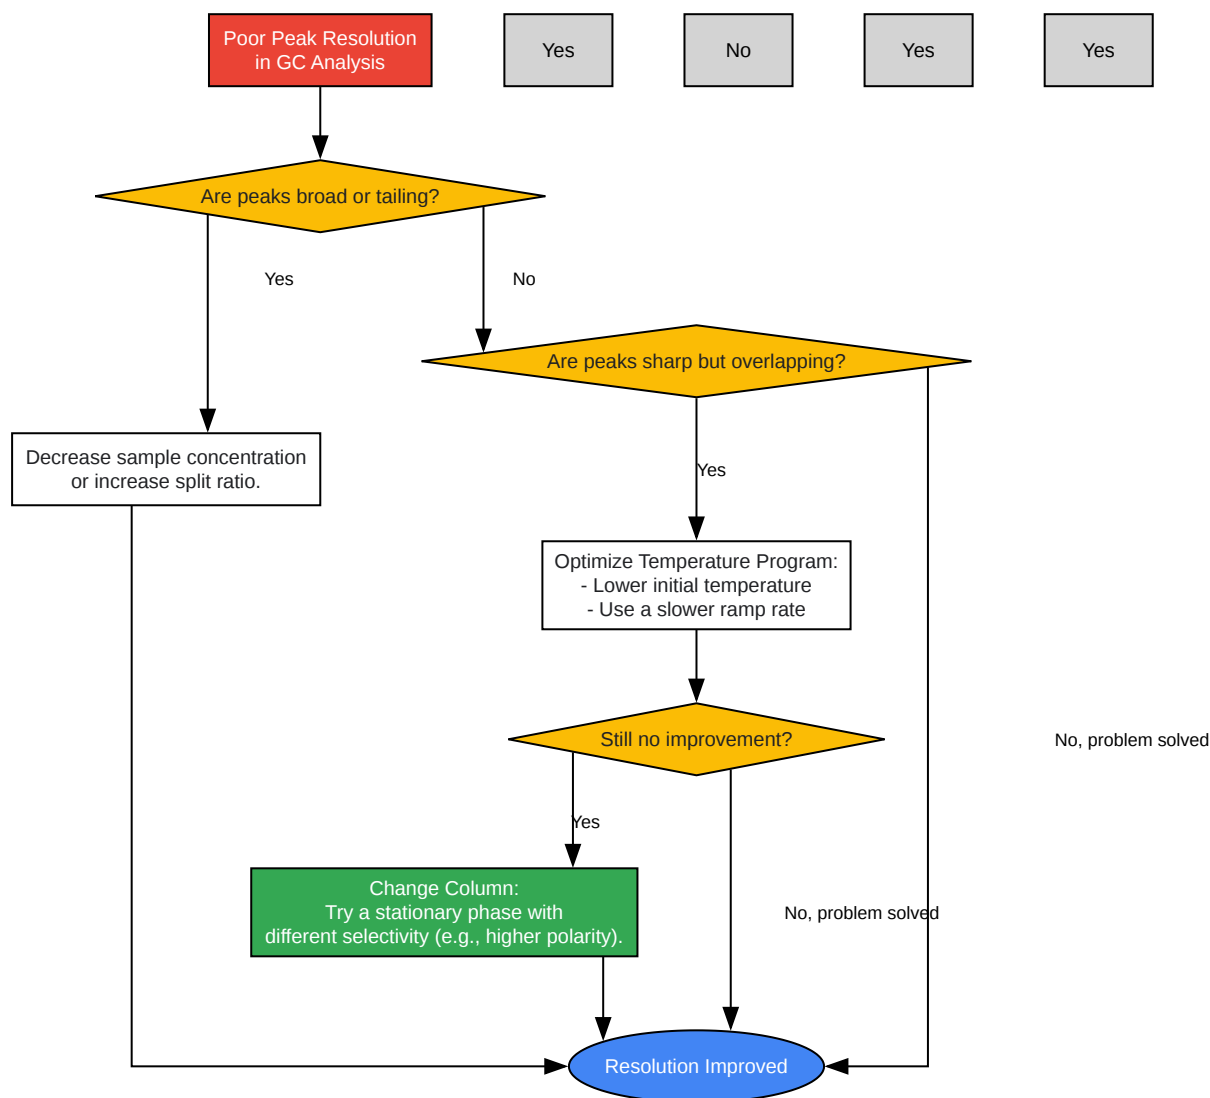 Poor Peak Resolution
in GC Analysis
Yes
No
Yes
Yes
Are peaks broad or tailing?
Yes
No
Are peaks sharp but overlapping?
Decrease sample concentration
or increase split ratio.
Yes
Optimize Temperature Program:
- Lower initial temperature
- Use a slower ramp rate
Still no improvement?
No, problem solved
Yes
Change Column:
Try a stationary phase with
different selectivity (e.g., higher polarity).
No, problem solved
Resolution Improved